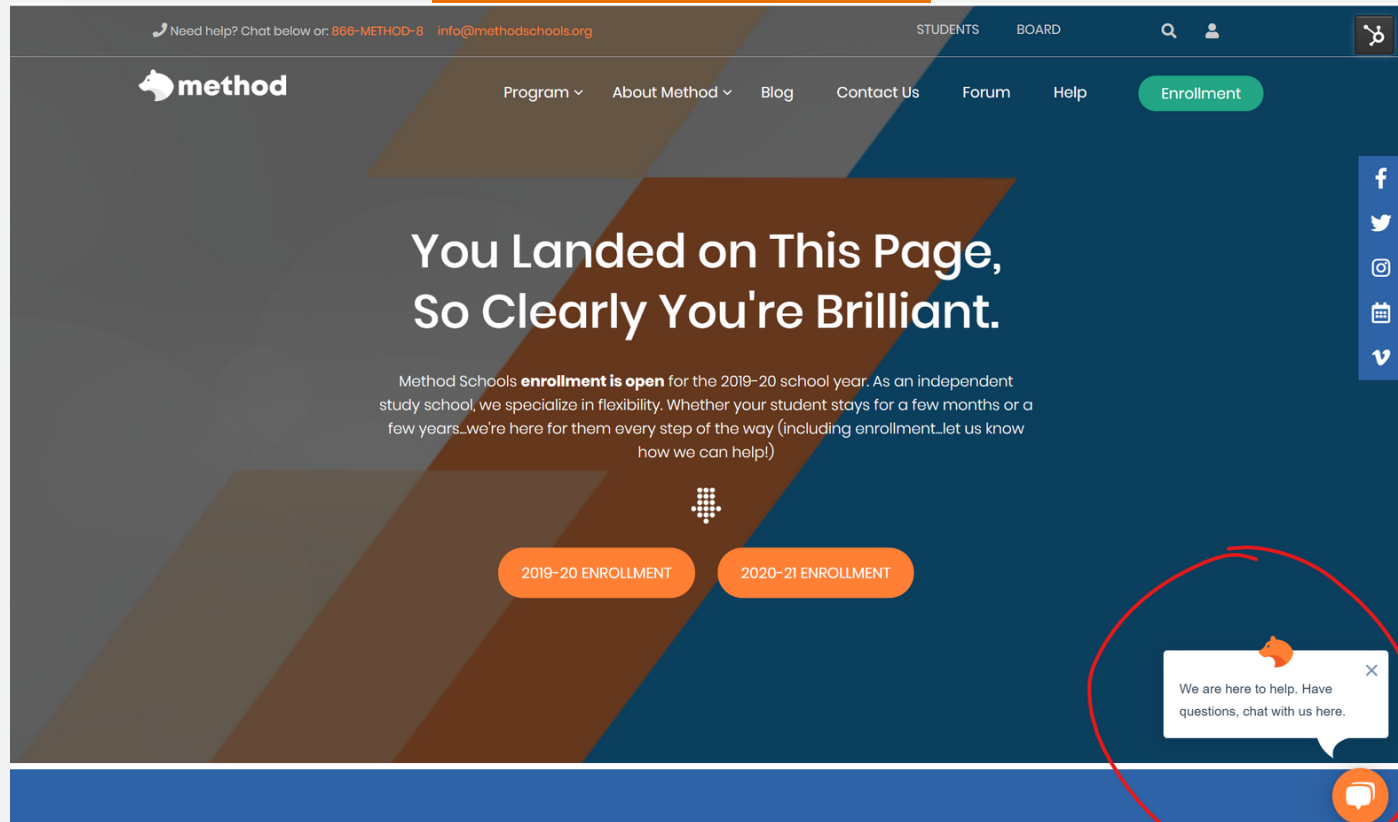 Need help? Chat below or: 866-METHOD-8 info@methodschools.org STUDENTS BOARD
method Program About Method Blog Contact Us Forum Help Enrollment
You Landed on This Page,
So Clearly You're Brilliant.
Method Schools enrollment is open for the 2019-20 school year. As an independent
study school, we specialize in flexibility. Whether your student stays for a few months or a
few years...we're here for them every step of the way (including enrollment...let us know
how we can help!)
2019-20 ENROLLMENT 2020-21 ENROLLMENT
We are here to help. Have
questions, chat with us here.